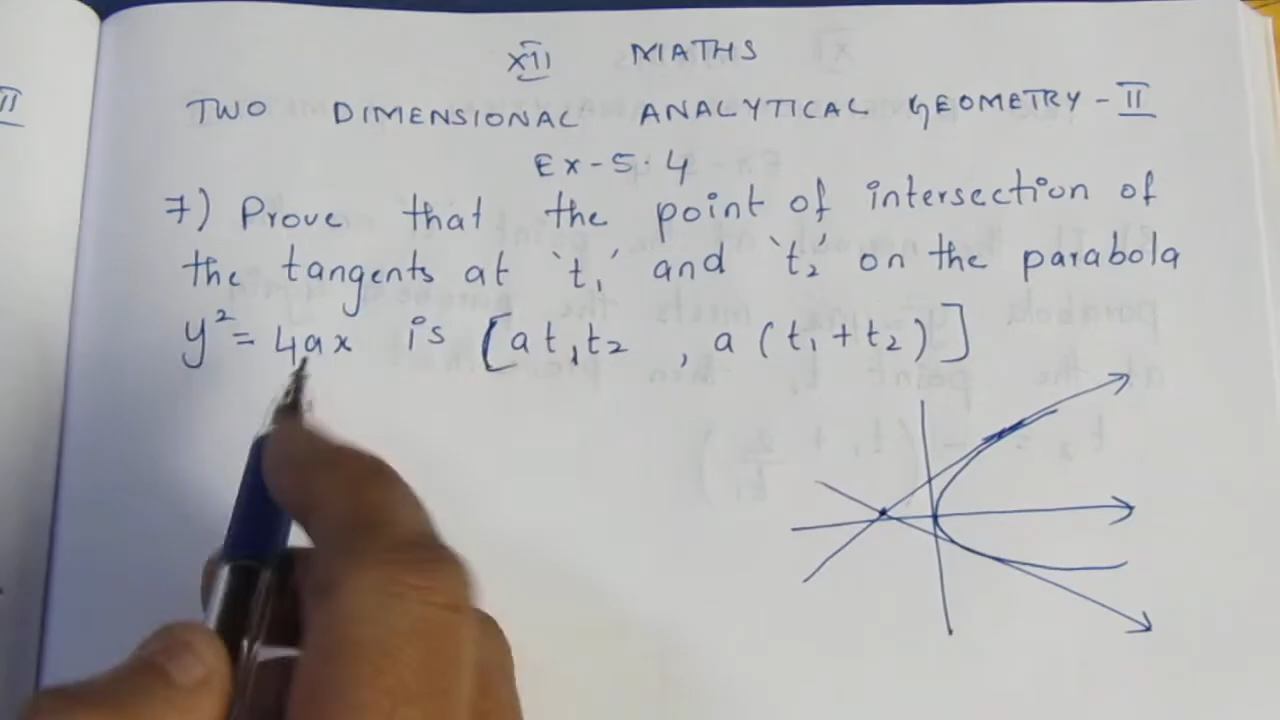 II
XII MATHS
TWO DIMENSIONAL ANALYTICAL GEOMETRY - II
Ex-5.4
7) Prove that the point of intersection of
the tangents at 't₁' and 't₂' on the parabola
y² = 4ax is [at₁t₂ , a(t₁+t₂)]